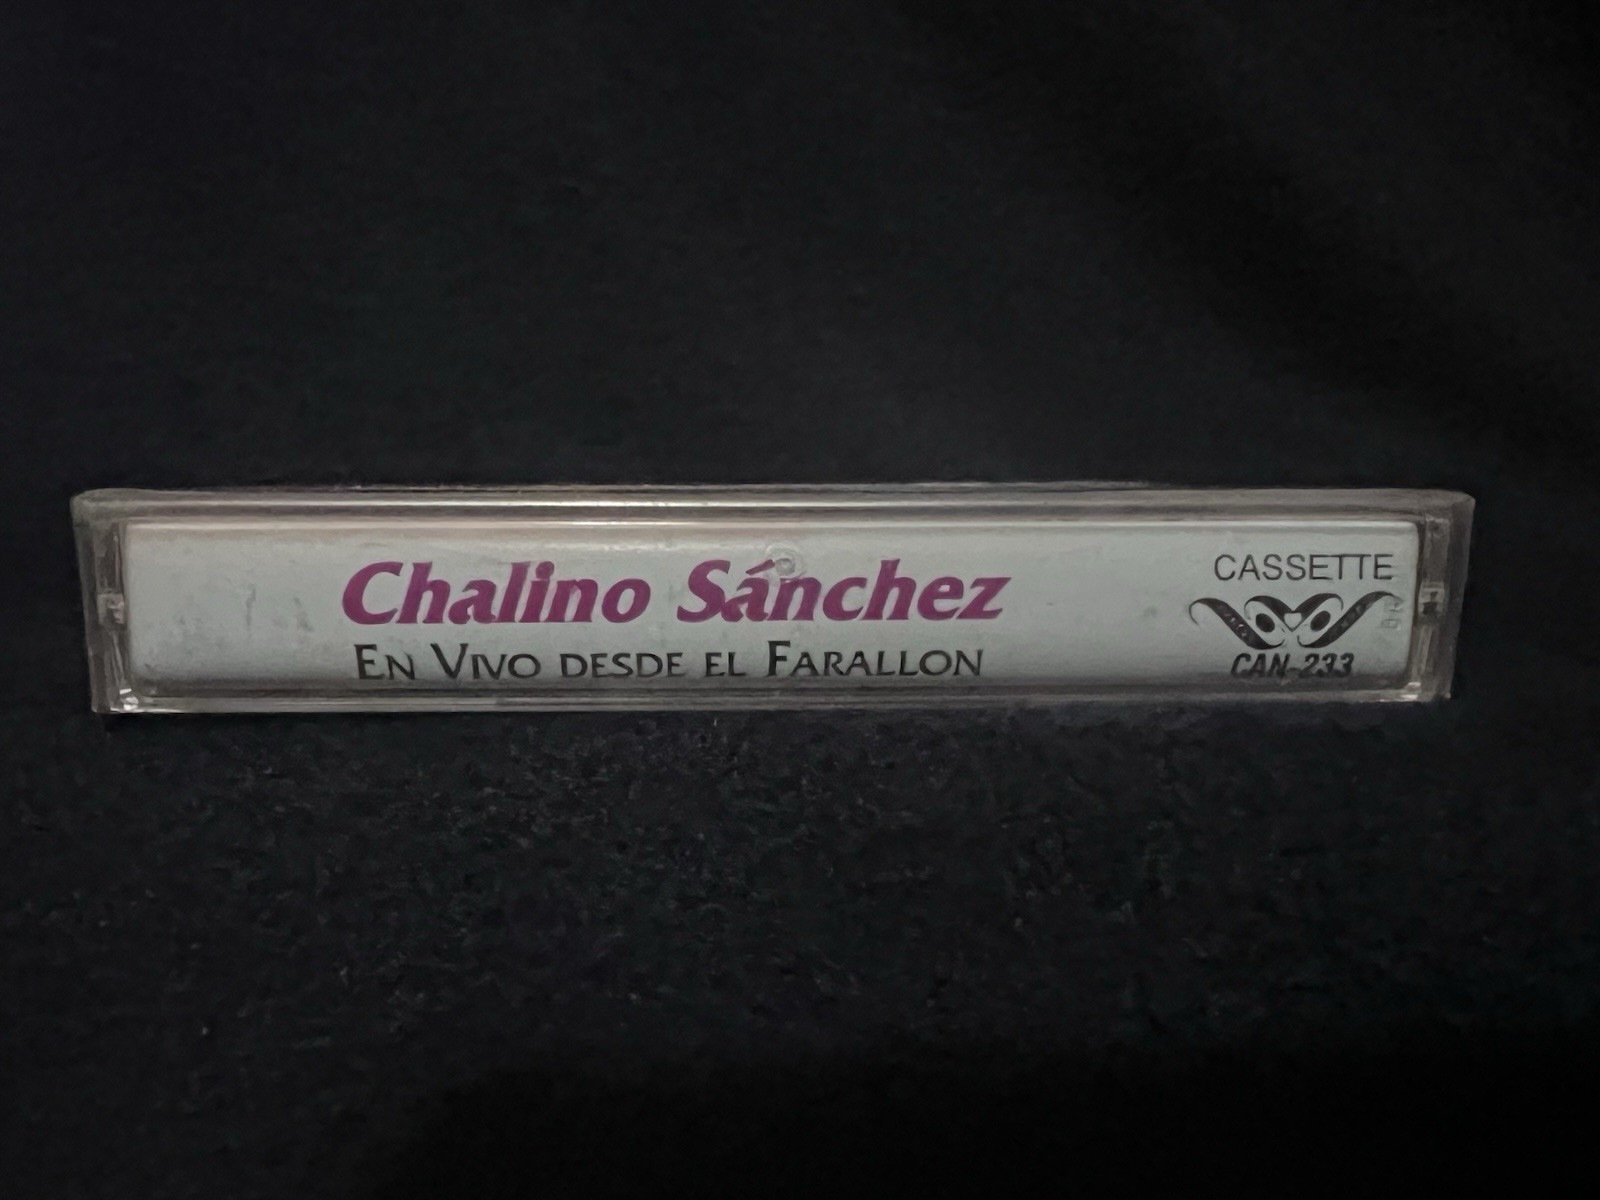 Chalino Sánchez
EN VIVO DESDE EL FARALLON
CASSETTE
CAN-233